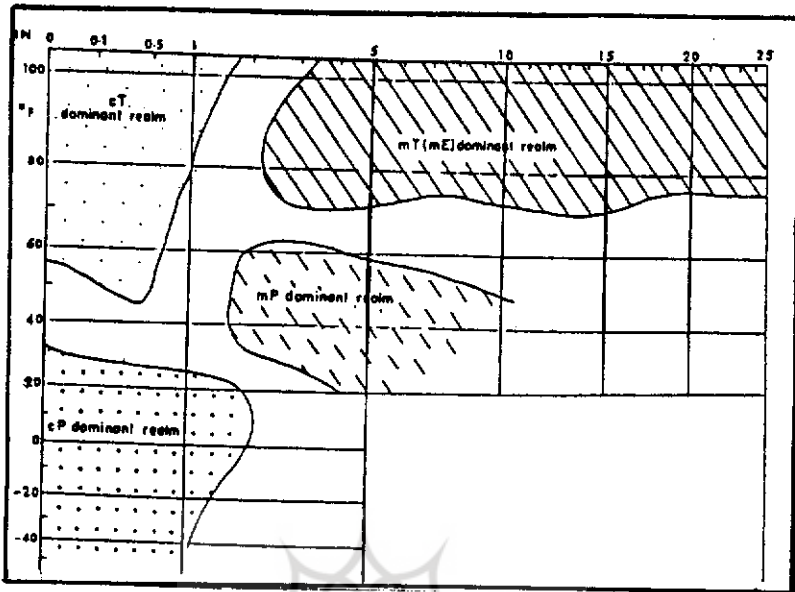 IN 0 0·1 0·5 1 5 10 15 20 25
100
°F
cT
dominant realm
mT(mE)dominant realm
80
60
mP dominant realm
40
20
cP dominant realm
0
-20
-40